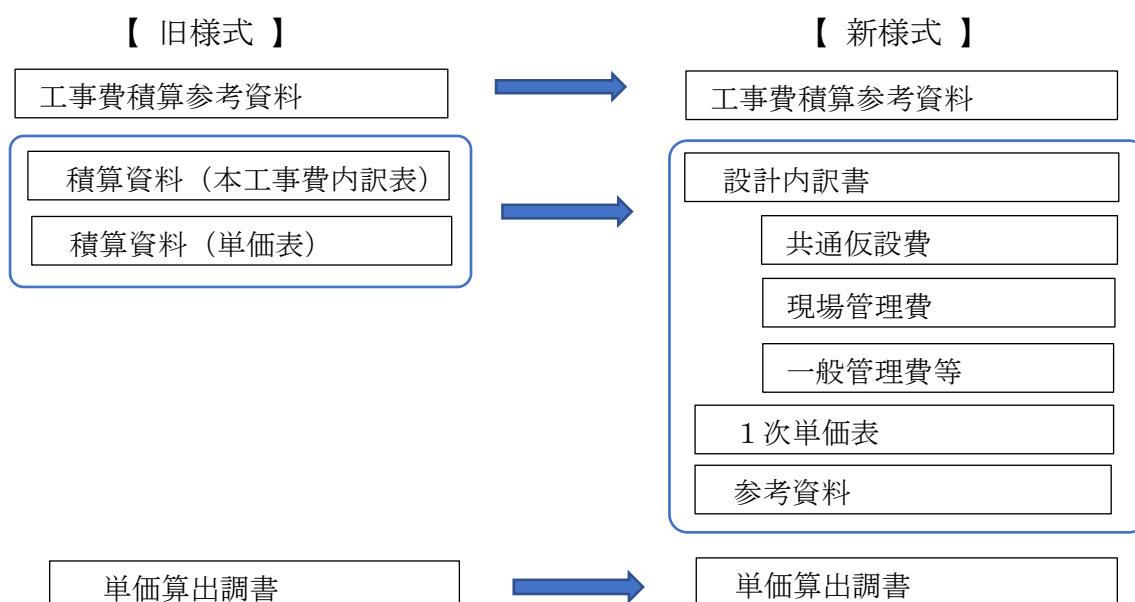 【 旧様式 】
【 新様式 】
工事費積算参考資料
工事費積算参考資料
積算資料（本工事費内訳表）
積算資料（単価表）
設計内訳書
共通仮設費
現場管理費
一般管理費等
１次単価表
参考資料
単価算出調書
単価算出調書